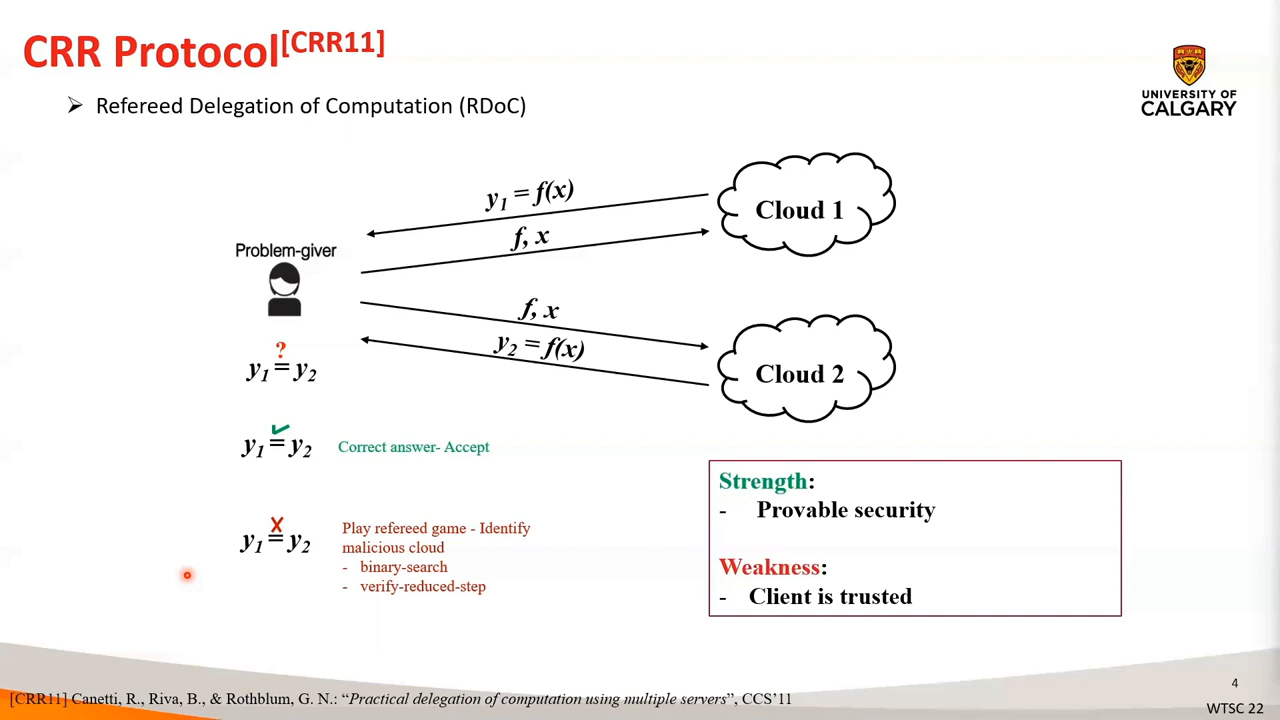 CRR Protocol[CRR11]
➢ Refereed Delegation of Computation (RDoC)
UNIVERSITY OF
CALGARY
y1 = f(x)
Cloud 1
f, x
Problem-giver
f, x
y2 = f(x)
Cloud 2
?
y1 = y2
✓
y1 = y2 Correct answer- Accept
Strength:
- Provable security
X
y1 = y2
Play refereed game - Identify
malicious cloud
- binary-search
- verify-reduced-step
Weakness:
- Client is trusted
4
[CRR11] Canetti, R., Riva, B., & Rothblum, G. N.: “Practical delegation of computation using multiple servers”, CCS’11
WTSC 22